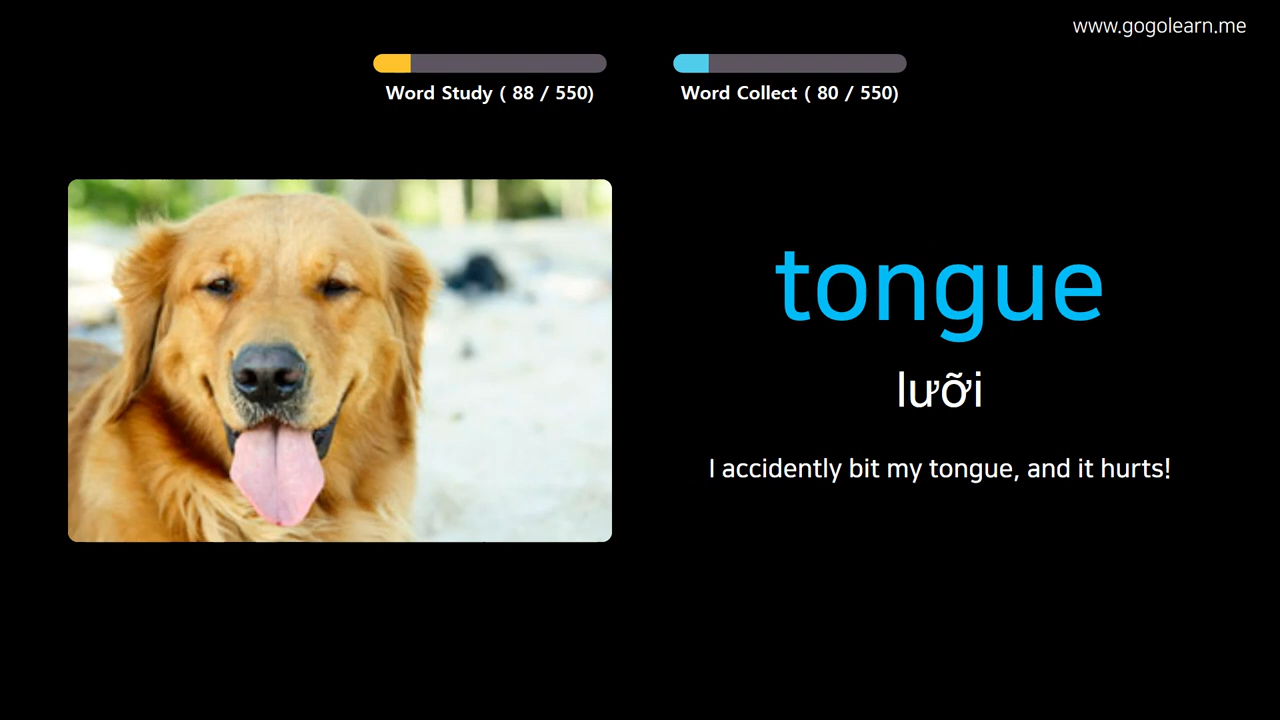 www.gogolearn.me
Word Study ( 88 / 550)
Word Collect ( 80 / 550)
tongue
lưỡi
I accidently bit my tongue, and it hurts!